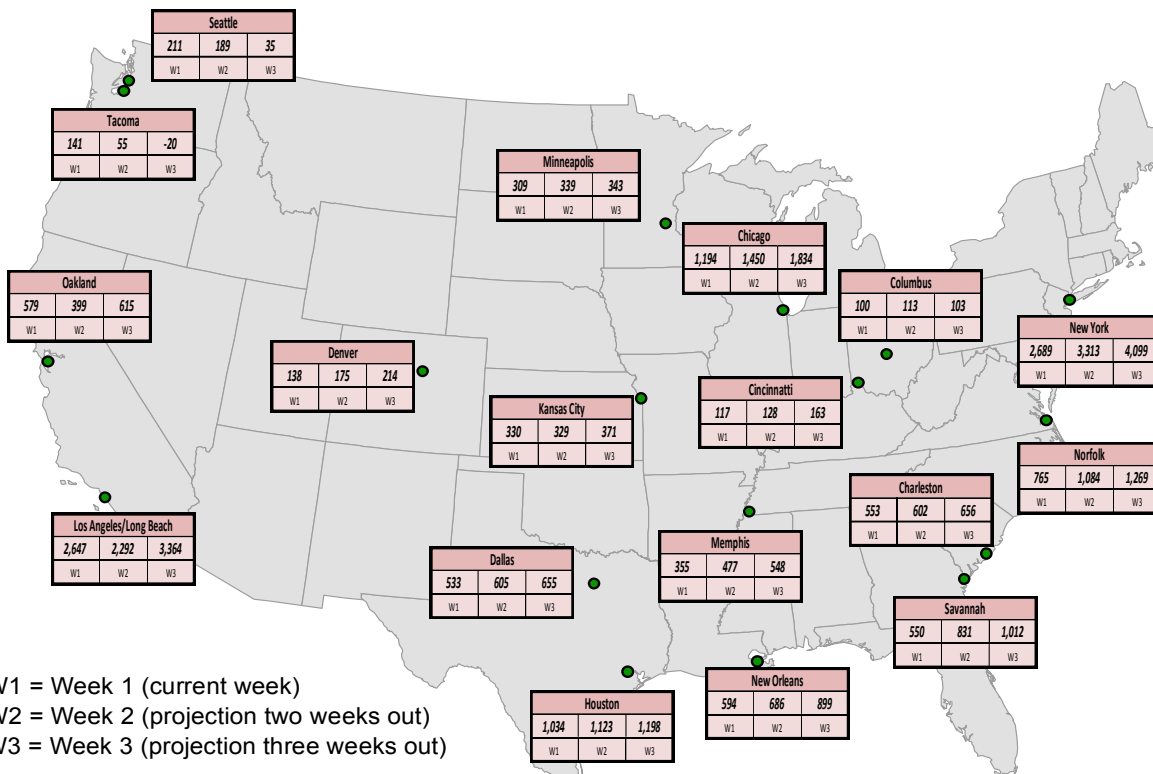 Seattle
211 189 35
W1 W2 W3
Tacoma
141 55 -20
W1 W2 W3
Minneapolis
309 339 343
W1 W2 W3
Chicago
1,194 1,450 1,834
W1 W2 W3
Oakland
579 399 615
W1 W2 W3
Columbus
100 113 103
W1 W2 W3
New York
2,689 3,313 4,099
W1 W2 W3
Denver
138 175 214
W1 W2 W3
Cincinnatti
117 128 163
W1 W2 W3
Kansas City
330 329 371
W1 W2 W3
Norfolk
765 1,084 1,269
W1 W2 W3
Charleston
553 602 656
W1 W2 W3
Los Angeles/Long Beach
2,647 2,292 3,364
W1 W2 W3
Memphis
355 477 548
W1 W2 W3
Dallas
533 605 655
W1 W2 W3
Savannah
550 831 1,012
W1 W2 W3
New Orleans
594 686 899
W1 W2 W3
Houston
1,034 1,123 1,198
W1 W2 W3
W1 = Week 1 (current week)
W2 = Week 2 (projection two weeks out)
W3 = Week 3 (projection three weeks out)